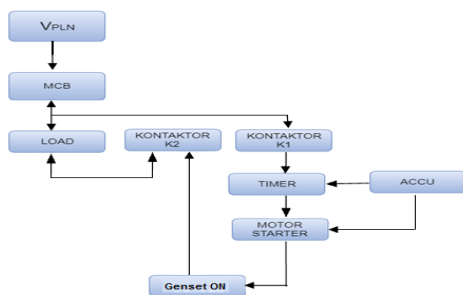 VPLN
MCB
LOAD
KONTAKTOR
K2
KONTAKTOR
K1
TIMER
ACCU
MOTOR
STARTER
Genset ON